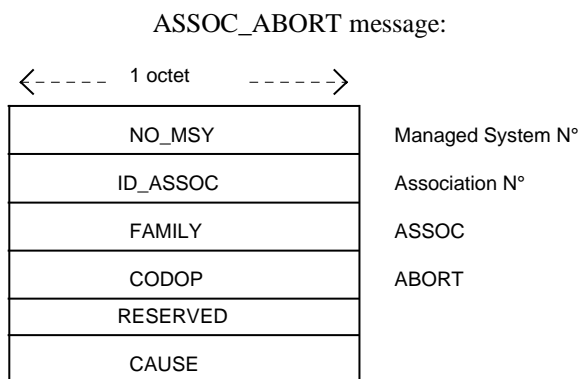 ASSOC_ABORT message:
1 octet
NO_MSY Managed System N°
ID_ASSOC Association N°
FAMILY ASSOC
CODOP ABORT
RESERVED
CAUSE